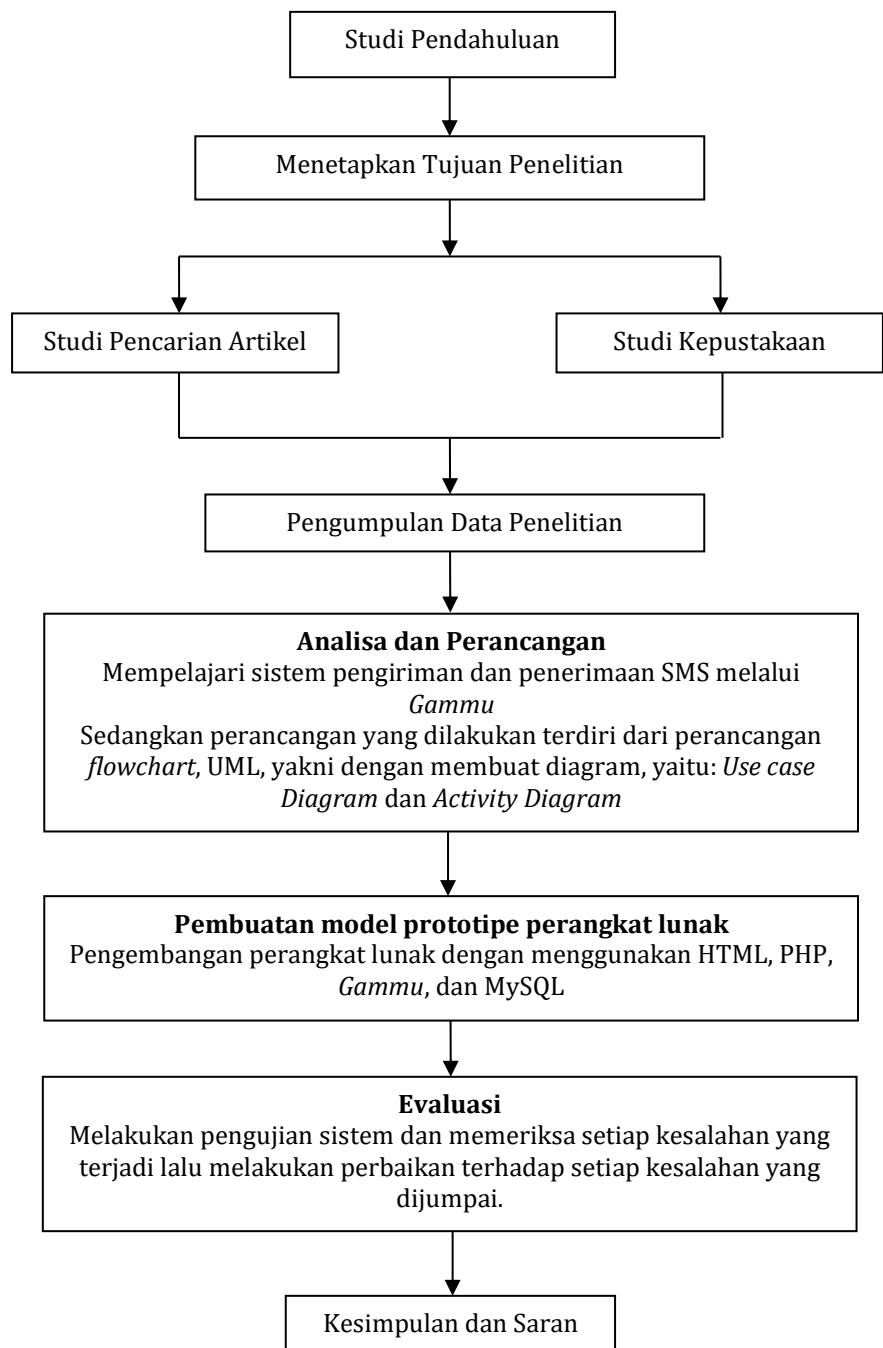 Studi Pendahuluan
Menetapkan Tujuan Penelitian
Studi Pencarian Artikel
Studi Kepustakaan
Pengumpulan Data Penelitian
Analisa dan Perancangan
Mempelajari sistem pengiriman dan penerimaan SMS melalui
Gammu
Sedangkan perancangan yang dilakukan terdiri dari perancangan
flowchart, UML, yakni dengan membuat diagram, yaitu: Use case
Diagram dan Activity Diagram
Pembuatan model prototipe perangkat lunak
Pengembangan perangkat lunak dengan menggunakan HTML, PHP,
Gammu, dan MySQL
Evaluasi
Melakukan pengujian sistem dan memeriksa setiap kesalahan yang
terjadi lalu melakukan perbaikan terhadap setiap kesalahan yang
dijumpai.
Kesimpulan dan Saran